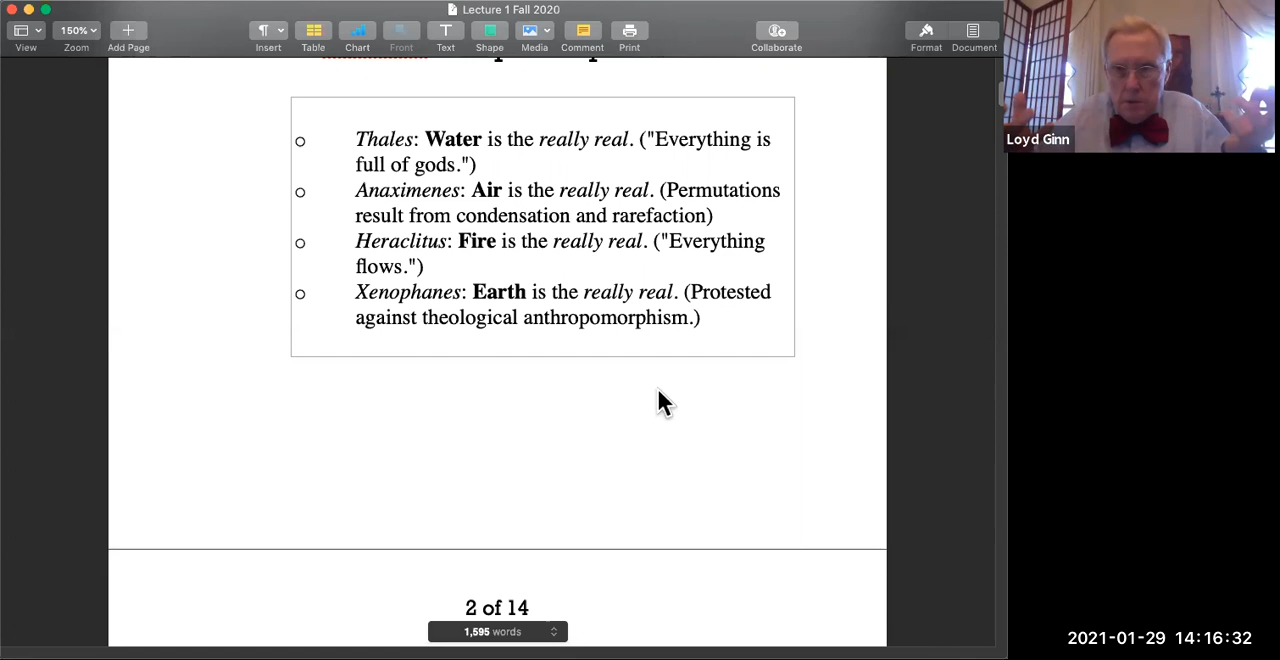 Lecture 1 Fall 2020
150%
View
Zoom
Add Page
Insert
Table
Chart
Front
Text
Shape
Media
Comment
Print
Collaborate
Format
Document
Loyd Ginn
Thales: Water is the really real. ("Everything is
full of gods.")
Anaximenes: Air is the really real. (Permutations
result from condensation and rarefaction)
Heraclitus: Fire is the really real. ("Everything
flows.")
Xenophanes: Earth is the really real. (Protested
against theological anthropomorphism.)
2 of 14
1,595 words
2021-01-29 14:16:32